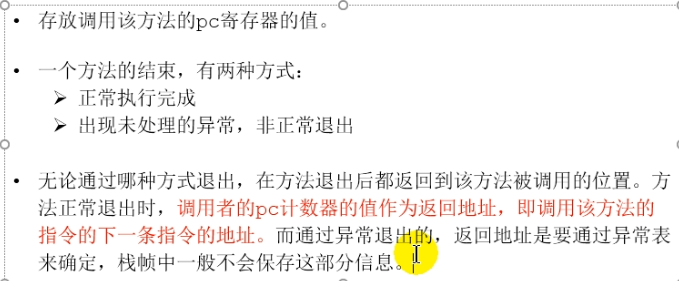 • 存放调用该方法的pc寄存器的值。
• 一个方法的结束，有两种方式：
➢ 正常执行完成
➢ 出现未处理的异常，非正常退出
• 无论通过哪种方式退出，在方法退出后都返回到该方法被调用的位置。方
法正常退出时，调用者的pc计数器的值作为返回地址，即调用该方法的
指令的下一条指令的地址。而通过异常退出的，返回地址是要通过异常表
来确定，栈帧中一般不会保存这部分信息。